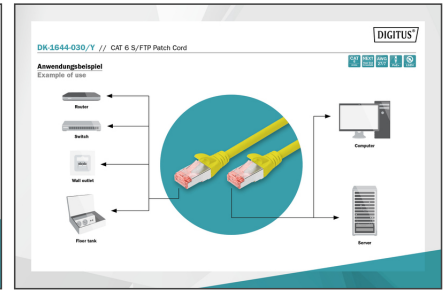 DIGITUS®
DK-1644-030/Y // CAT 6 S/FTP Patch Cord
Anwendungsbeispiel
Example of use
Router
Switch
Wall outlet
Floor tank
Computer
Server